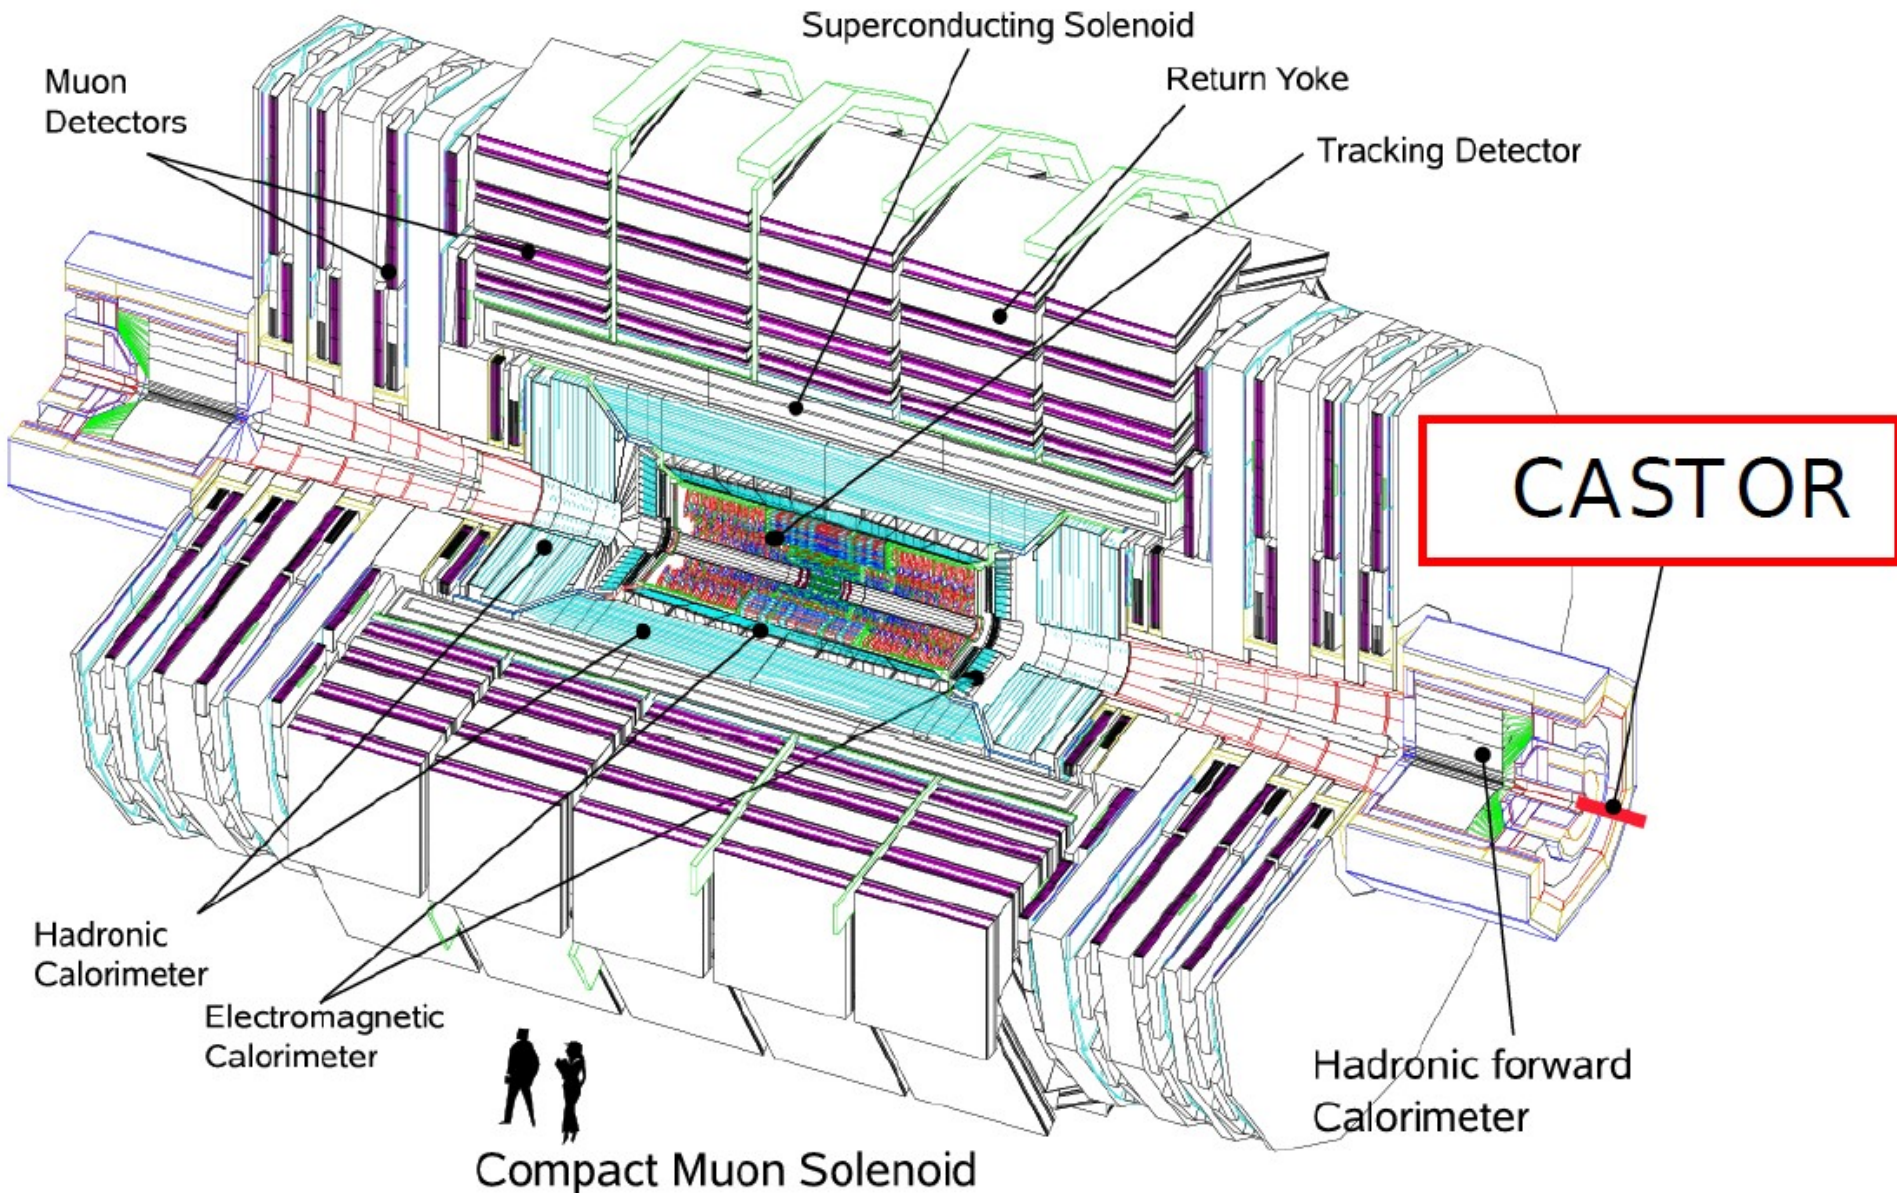 Superconducting Solenoid
Muon
Detectors
Return Yoke
Tracking Detector
CASTOR
Hadronic
Calorimeter
Electromagnetic
Calorimeter
Hadronic forward
Calorimeter
Compact Muon Solenoid